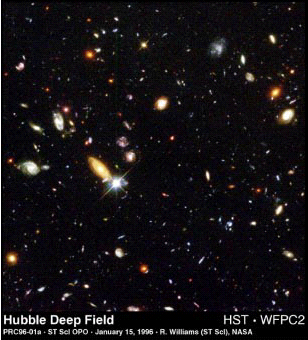 Hubble Deep Field HST · WFPC2
PRC96-01a · ST ScI OPO · January 15, 1996 · R. Williams (ST ScI), NASA